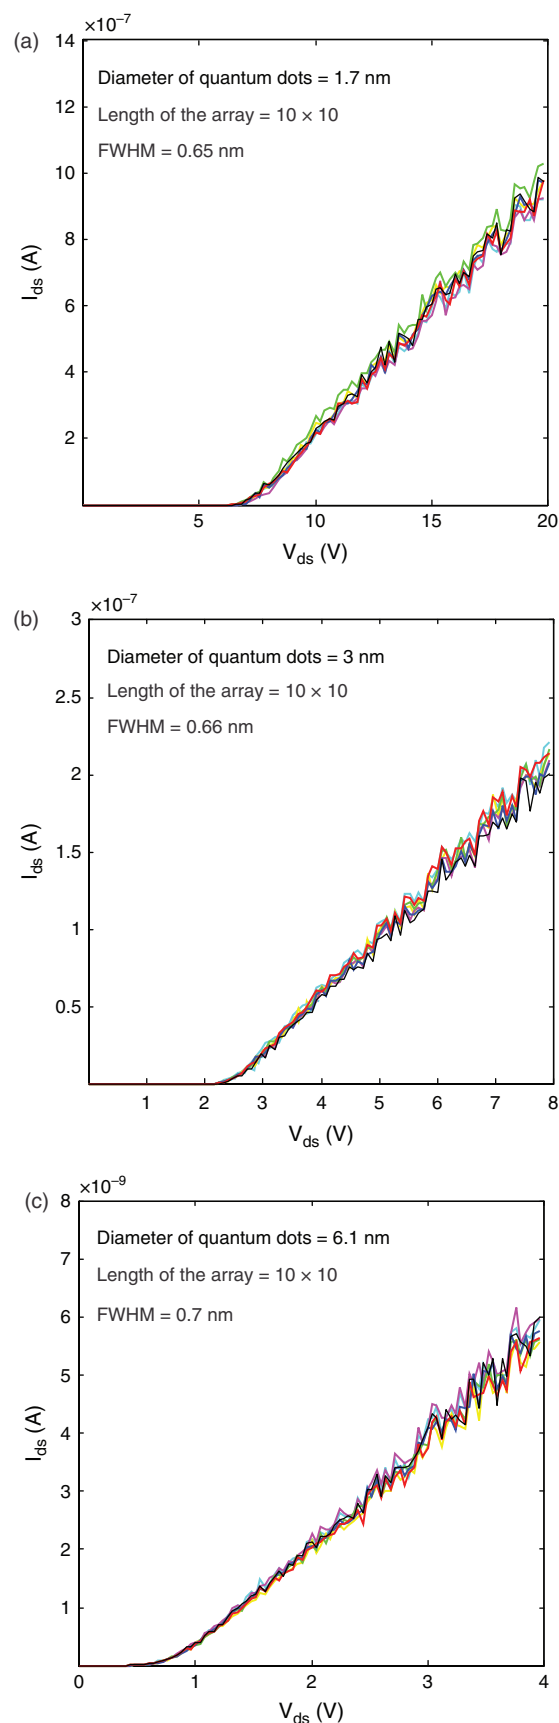 (a)
×10⁻⁷
14
12
10
8
6
4
2
I_ds (A)
Diameter of quantum dots = 1.7 nm
Length of the array = 10 × 10
FWHM = 0.65 nm
5 10 15 20
V_ds (V)
(b)
×10⁻⁷
3
2.5
2
1.5
1
0.5
I_ds (A)
Diameter of quantum dots = 3 nm
Length of the array = 10 × 10
FWHM = 0.66 nm
1 2 3 4 5 6 7 8
V_ds (V)
(c)
×10⁻⁹
8
7
6
5
4
3
2
1
I_ds (A)
Diameter of quantum dots = 6.1 nm
Length of the array = 10 × 10
FWHM = 0.7 nm
0 1 2 3 4
V_ds (V)